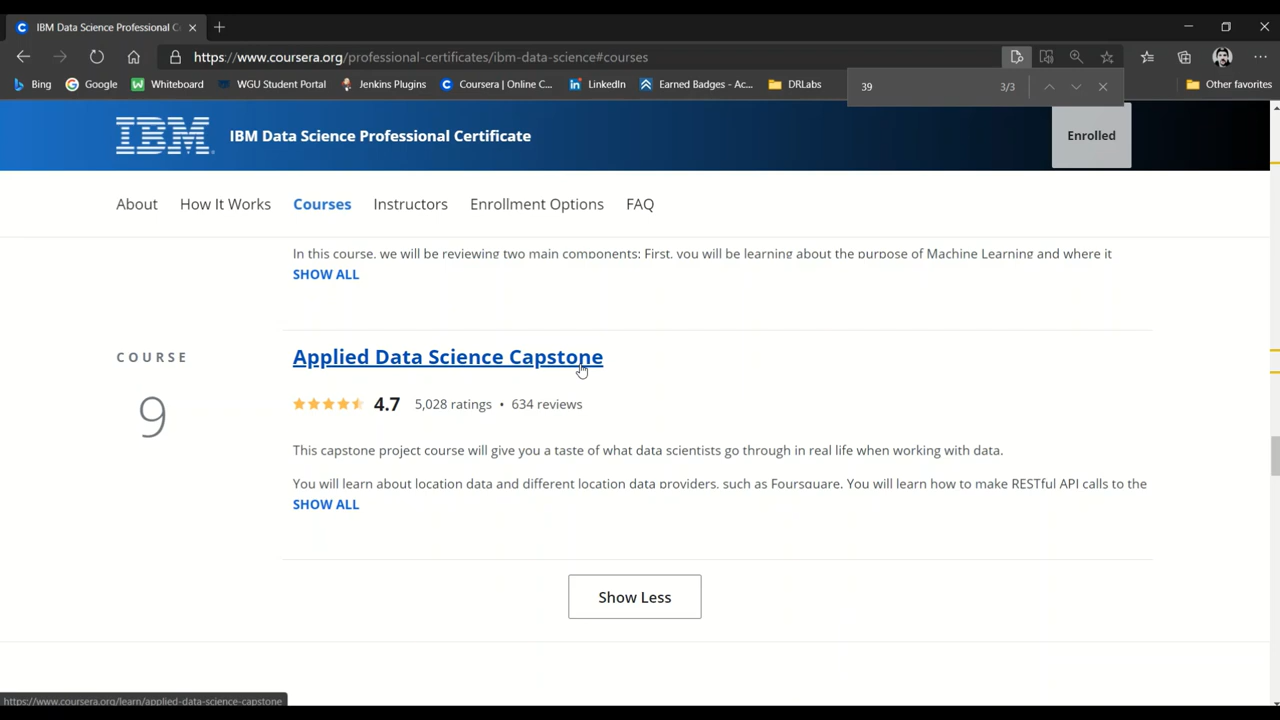 IBM Data Science Professional C
https://www.coursera.org/professional-certificates/ibm-data-science#courses
Bing
Google
Whiteboard
WGU Student Portal
Jenkins Plugins
Coursera | Online C...
LinkedIn
Earned Badges - Ac...
DRLabs
39
3/3
Other favorites
IBM
IBM Data Science Professional Certificate
Enrolled
About
How It Works
Courses
Instructors
Enrollment Options
FAQ
In this course, we will be reviewing two main components: First, you will be learning about the purpose of Machine Learning and where it
SHOW ALL
COURSE
9
Applied Data Science Capstone
4.7 5,028 ratings • 634 reviews
This capstone project course will give you a taste of what data scientists go through in real life when working with data.
You will learn about location data and different location data providers, such as Foursquare. You will learn how to make RESTful API calls to the
SHOW ALL
Show Less
https://www.coursera.org/learn/applied-data-science-capstone